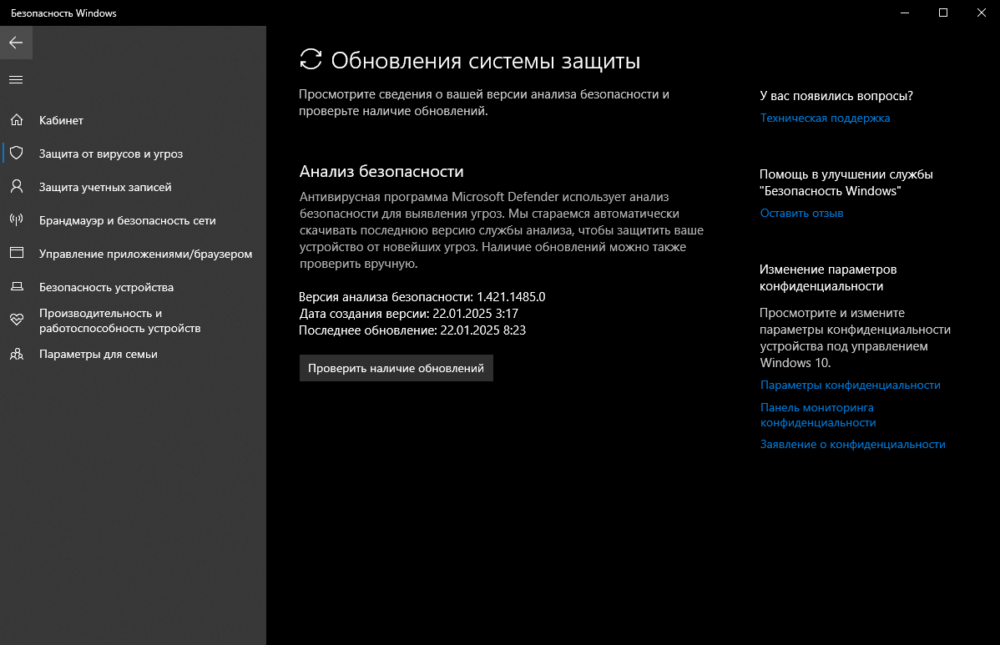 Безопасность Windows
Кабинет
Защита от вирусов и угроз
Защита учетных записей
Брандмауэр и безопасность сети
Управление приложениями/браузером
Безопасность устройства
Производительность и
работоспособность устройств
Параметры для семьи
Обновления системы защиты
Просмотрите сведения о вашей версии анализа безопасности и
проверьте наличие обновлений.
Анализ безопасности
Антивирусная программа Microsoft Defender использует анализ
безопасности для выявления угроз. Мы стараемся автоматически
скачивать последнюю версию службы анализа, чтобы защитить ваше
устройство от новейших угроз. Наличие обновлений можно также
проверить вручную.
Версия анализа безопасности: 1.421.1485.0
Дата создания версии: 22.01.2025 3:17
Последнее обновление: 22.01.2025 8:23
Проверить наличие обновлений
У вас появились вопросы?
Техническая поддержка
Помощь в улучшении службы
"Безопасность Windows"
Оставить отзыв
Изменение параметров
конфиденциальности
Просмотрите и измените
параметры конфиденциальности
устройства под управлением
Windows 10.
Параметры конфиденциальности
Панель мониторинга
конфиденциальности
Заявление о конфиденциальности